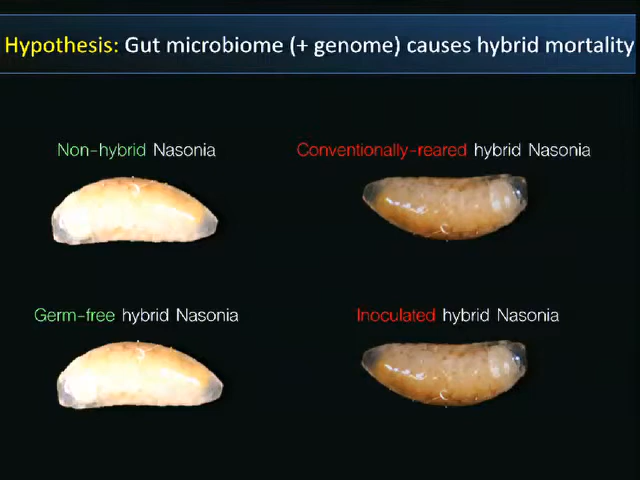 Hypothesis: Gut microbiome (+ genome) causes hybrid mortality
Non-hybrid Nasonia
Conventionally-reared hybrid Nasonia
Germ-free hybrid Nasonia
Inoculated hybrid Nasonia